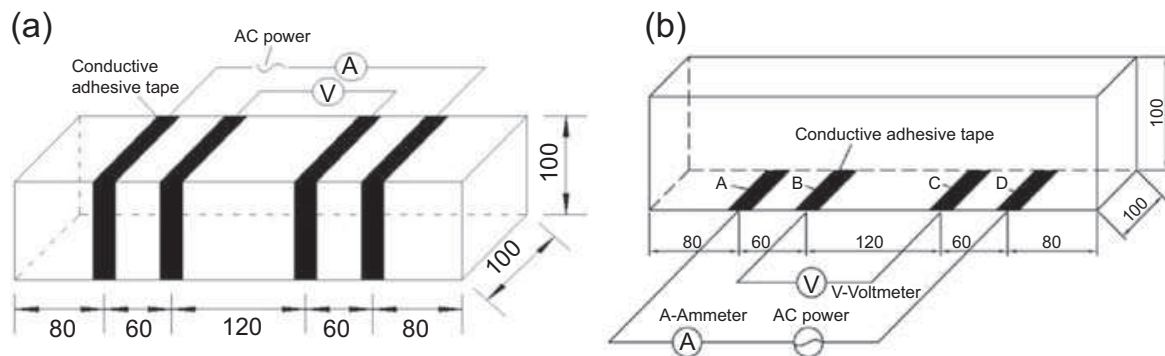 (a)
AC power
A
Conductive
adhesive tape
V
100
100
80
60
120
60
80
(b)
100
Conductive adhesive tape
A
B
C
D
100
80
60
120
60
80
V
V-Voltmeter
A-Ammeter
AC power
A